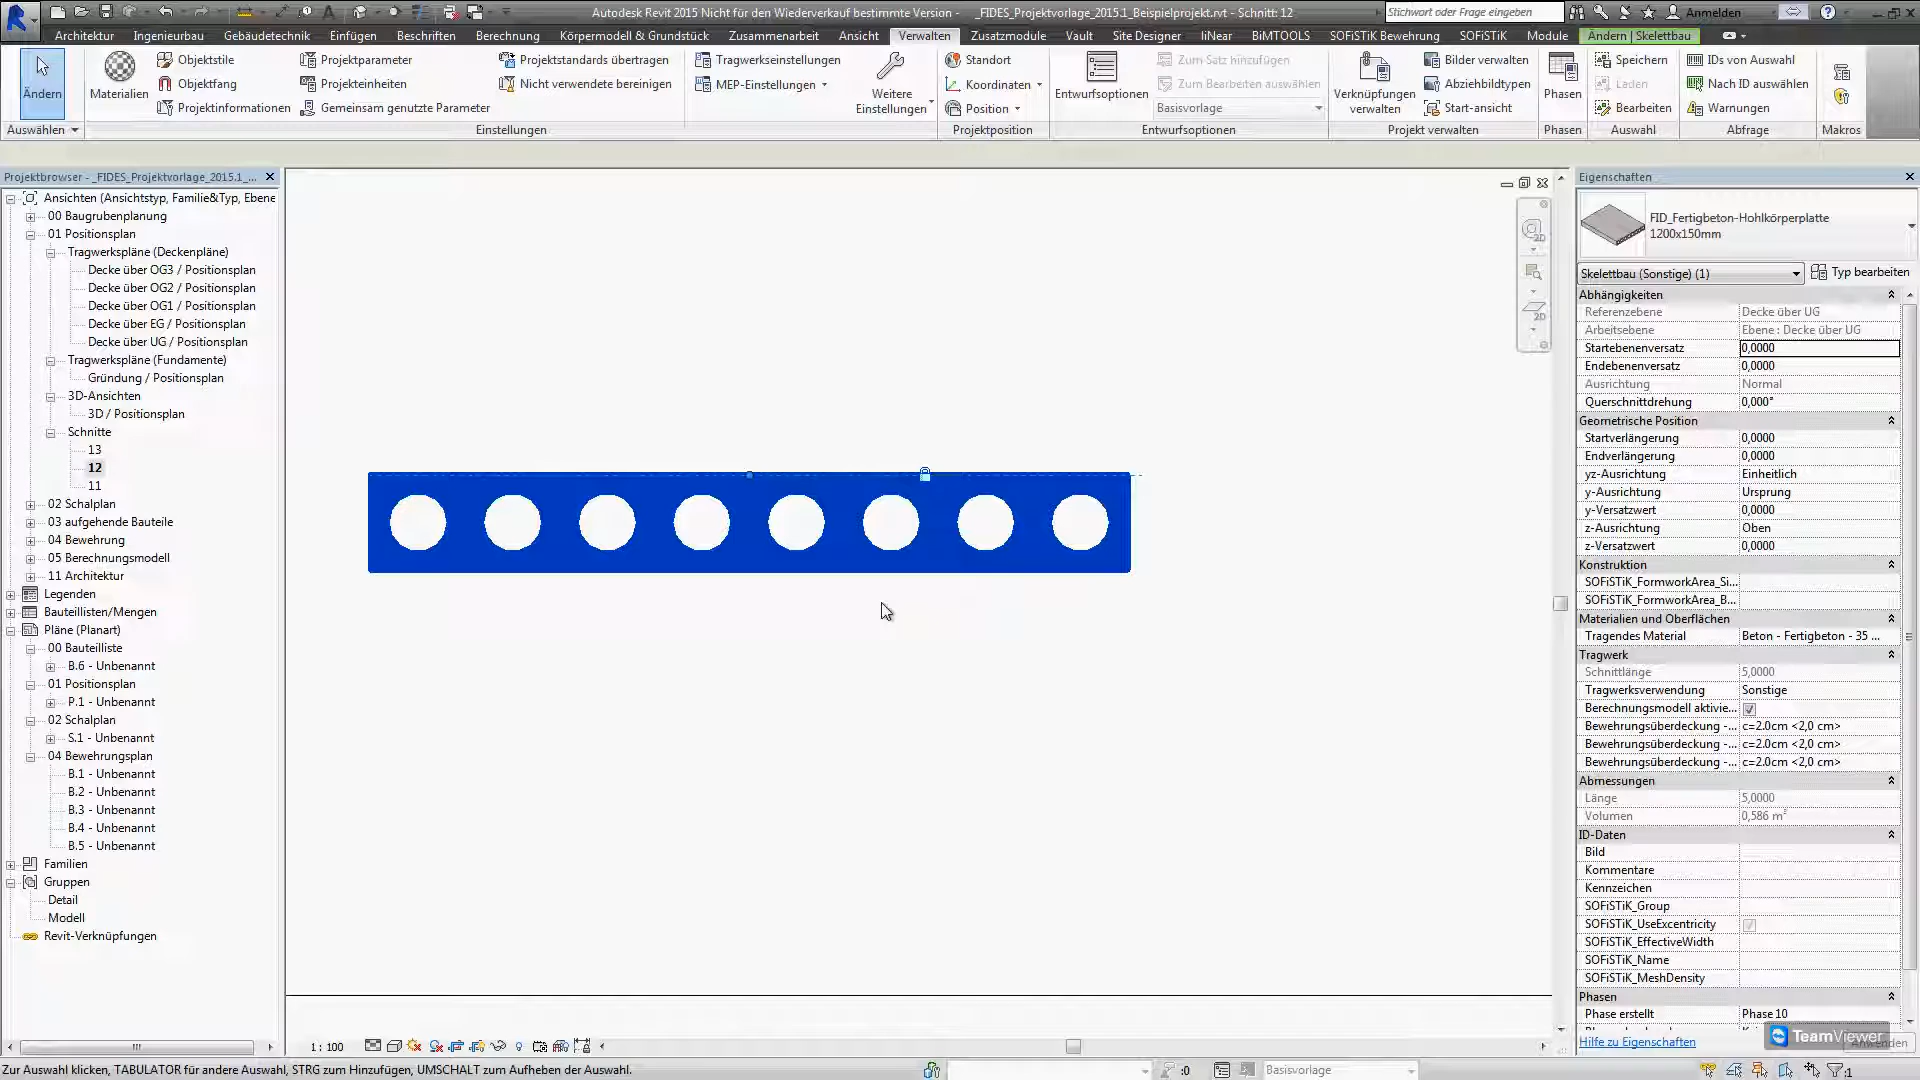 Autodesk Revit 2015 Nicht für den Wiederverkauf bestimmte Version - _FIDES_Projektvorlage_2015.1_Beispielprojekt.rvt - Schnitt: 12
Stichwort oder Frage eingeben
Anmelden
Architektur Ingenieurbau Gebäudetechnik Einfügen Beschriften Berechnung Körpermodell & Grundstück Zusammenarbeit Ansicht Verwalten Zusatzmodule Vault Site Designer liNear BiMTOOLS SOFiSTiK Bewehrung SOFiSTiK Module Ändern | Skelettbau
Ändern
Auswählen
Materialien
Objektstile
Objektfang
Projektinformationen
Projektparameter
Projekteinheiten
Gemeinsam genutzte Parameter
Projektstandards übertragen
Nicht verwendete bereinigen
Einstellungen
Tragwerkseinstellungen
MEP-Einstellungen
Weitere
Einstellungen
Standort
Koordinaten
Position
Projektposition
Entwurfsoptionen
Zum Satz hinzufügen
Zum Bearbeiten auswählen
Basisvorlage
Entwurfsoptionen
Verknüpfungen
verwalten
Bilder verwalten
Abziehbildtypen
Start-ansicht
Projekt verwalten
Phasen
Phasen
Speichern
Laden
Bearbeiten
Auswahl
IDs von Auswahl
Nach ID auswählen
Warnungen
Abfrage
Makros
Projektbrowser - _FIDES_Projektvorlage_2015.1_...
Ansichten (Ansichtstyp, Familie&Typ, Ebene
00 Baugrubenplanung
01 Positionsplan
Tragwerkspläne (Deckenpläne)
Decke über OG3 / Positionsplan
Decke über OG2 / Positionsplan
Decke über OG1 / Positionsplan
Decke über EG / Positionsplan
Decke über UG / Positionsplan
Tragwerkspläne (Fundamente)
Gründung / Positionsplan
3D-Ansichten
3D / Positionsplan
Schnitte
13
12
11
02 Schalplan
03 aufgehende Bauteile
04 Bewehrung
05 Berechnungsmodell
11 Architektur
Legenden
Bauteillisten/Mengen
Pläne (Planart)
00 Bauteilliste
B.6 - Unbenannt
01 Positionsplan
P.1 - Unbenannt
02 Schalplan
S.1 - Unbenannt
04 Bewehrungsplan
B.1 - Unbenannt
B.2 - Unbenannt
B.3 - Unbenannt
B.4 - Unbenannt
B.5 - Unbenannt
Familien
Gruppen
Detail
Modell
Revit-Verknüpfungen
2D
2D
Eigenschaften
FID_Fertigbeton-Hohlkörperplatte
1200x150mm
Skelettbau (Sonstige) (1) Typ bearbeiten
Abhängigkeiten
Referenzebene Decke über UG
Arbeitsebene Ebene : Decke über UG
Startebenenversatz 0,0000
Endebenenversatz 0,0000
Ausrichtung Normal
Querschnittdrehung 0,000°
Geometrische Position
Startverlängerung 0,0000
Endverlängerung 0,0000
yz-Ausrichtung Einheitlich
y-Ausrichtung Ursprung
y-Versatzwert 0,0000
z-Ausrichtung Oben
z-Versatzwert 0,0000
Konstruktion
SOFiSTiK_FormworkArea_Si...
SOFiSTiK_FormworkArea_B...
Materialien und Oberflächen
Tragendes Material Beton - Fertigbeton - 35 ...
Tragwerk
Schnittlänge 5,0000
Tragwerksverwendung Sonstige
Berechnungsmodell aktivie...
Bewehrungsüberdeckung -... c=2.0cm <2,0 cm>
Bewehrungsüberdeckung -... c=2.0cm <2,0 cm>
Bewehrungsüberdeckung -... c=2.0cm <2,0 cm>
Abmessungen
Länge 5,0000
Volumen 0,586 m³
ID-Daten
Bild
Kommentare
Kennzeichen
SOFiSTiK_Group
SOFiSTiK_UseExcentricity
SOFiSTiK_EffectiveWidth
SOFiSTiK_Name
SOFiSTiK_MeshDensity
Phasen
Phase erstellt Phase 10
Hilfe zu Eigenschaften
TeamViewer
1 : 100
Zur Auswahl klicken, TABULATOR für andere Auswahl, STRG zum Hinzufügen, UMSCHALT zum Aufheben der Auswahl.
:0
Basisvorlage
:1